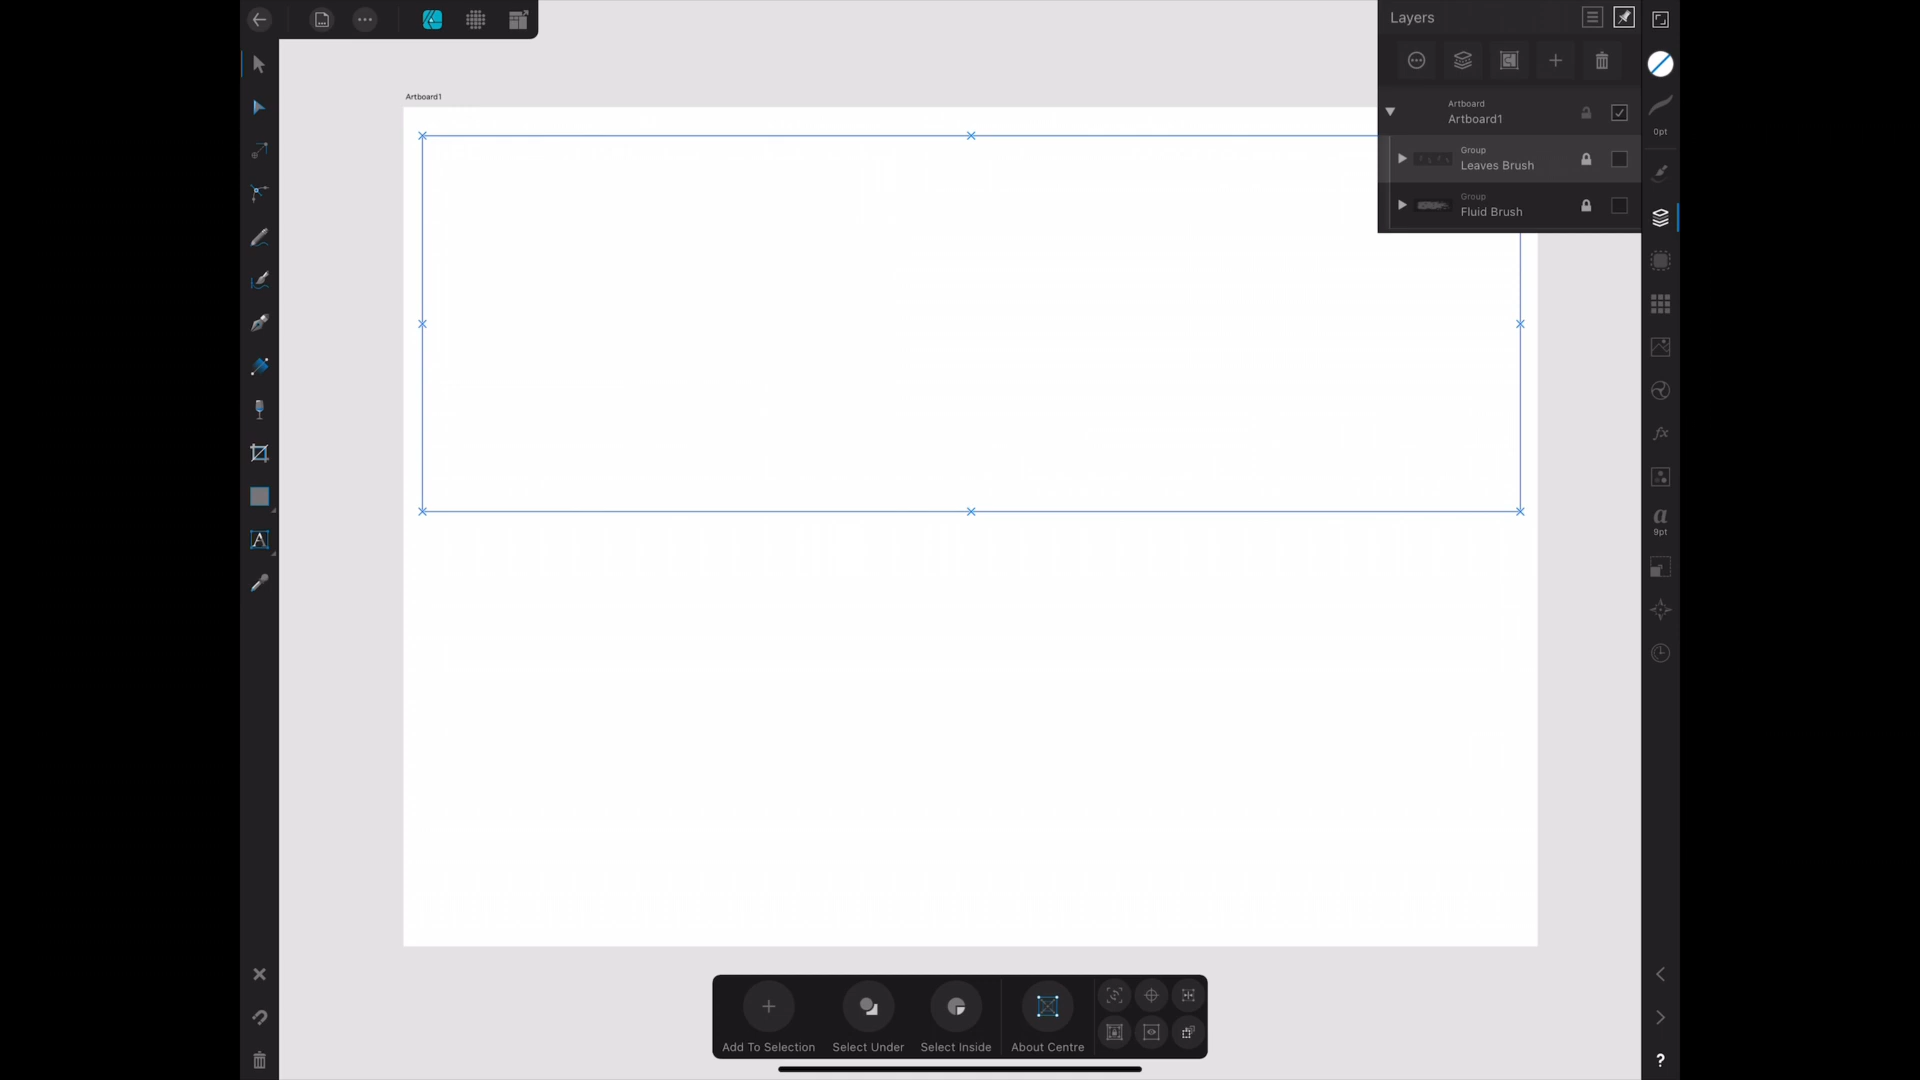 Layers
Artboard1
Artboard
Artboard1
0pt
Group
Leaves Brush
Group
Fluid Brush
fx
a
9pt
A
Add To Selection
Select Under
Select Inside
About Centre
?